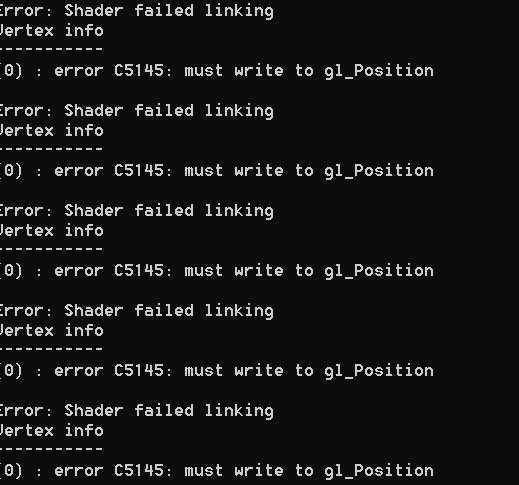 Error: Shader failed linking
Vertex info
-----------
(0) : error C5145: must write to gl_Position
Error: Shader failed linking
Vertex info
-----------
(0) : error C5145: must write to gl_Position
Error: Shader failed linking
Vertex info
-----------
(0) : error C5145: must write to gl_Position
Error: Shader failed linking
Vertex info
-----------
(0) : error C5145: must write to gl_Position
Error: Shader failed linking
Vertex info
-----------
(0) : error C5145: must write to gl_Position